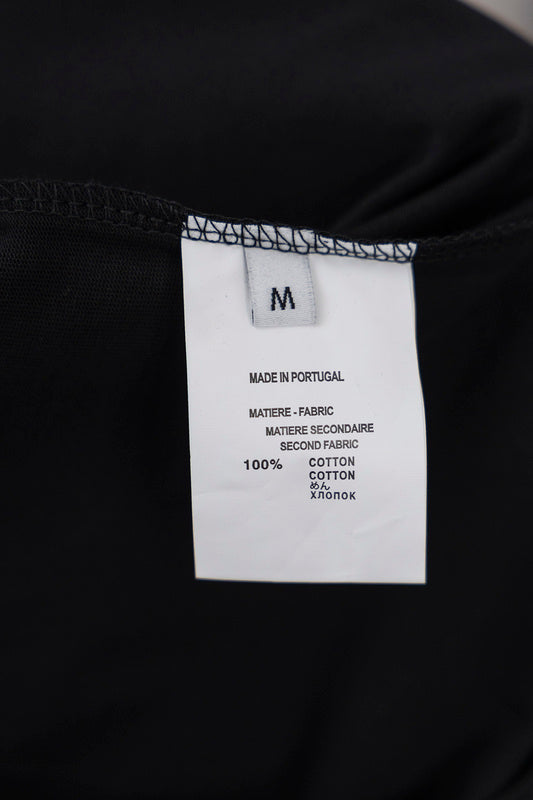 M
MADE IN PORTUGAL
MATIERE - FABRIC
MATIERE SECONDAIRE
SECOND FABRIC
100% COTTON
COTTON
めん
ХЛОПОК